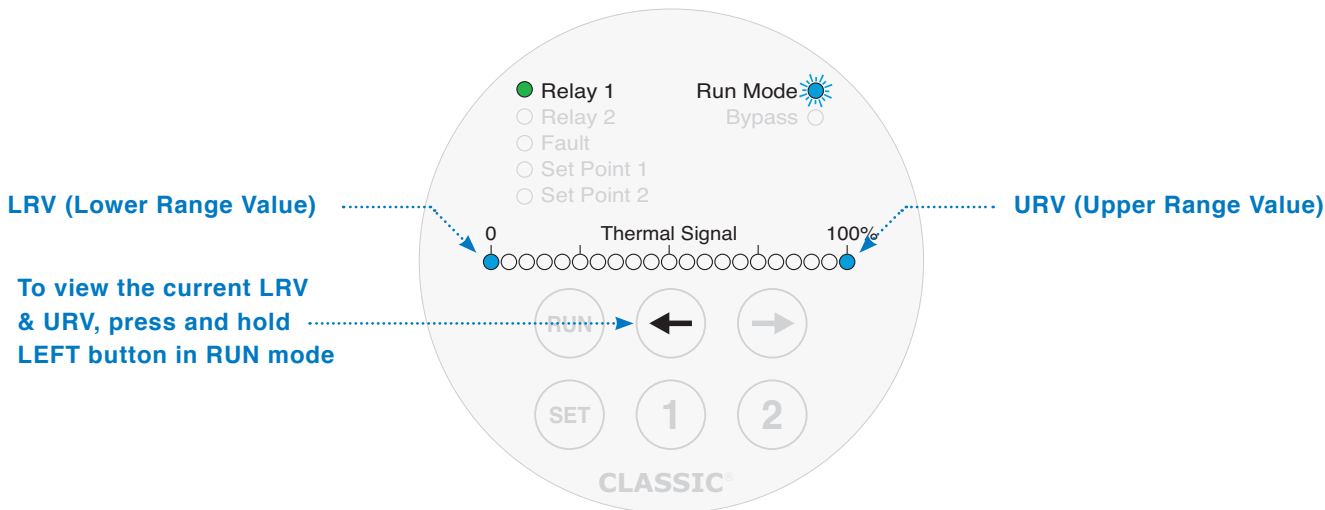 Relay 1 Run Mode
Relay 2 Bypass
Fault
Set Point 1
Set Point 2
LRV (Lower Range Value)
URV (Upper Range Value)
0 Thermal Signal 100%
To view the current LRV
& URV, press and hold
LEFT button in RUN mode
RUN
SET 1 2
CLASSIC®